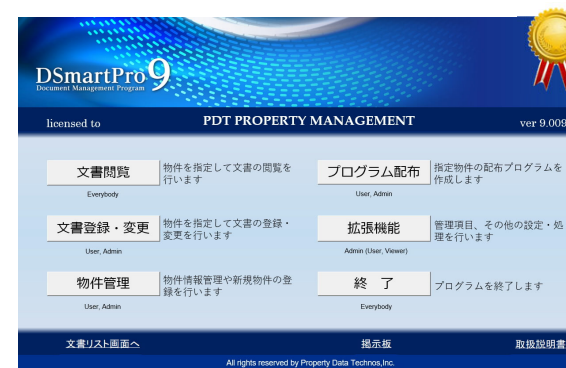 DSmartPro9
Document Management Program
licensed to PDT PROPERTY MANAGEMENT ver 9.009
文書閲覧
物件を指定して文書の閲覧を
行います
Everybody
プログラム配布
指定物件の配布プログラムを
作成します
User, Admin
文書登録・変更
物件を指定して文書の登録・
変更を行います
User, Admin
拡張機能
管理項目、その他の設定・処
理を行います
Admin (User, Viewer)
物件管理
物件情報管理や新規物件の登
録を行います
User, Admin
終 了
プログラムを終了します
Everybody
文書リスト画面へ 掲示板 取扱説明書
All rights reserved by Property Data Technos,Inc.